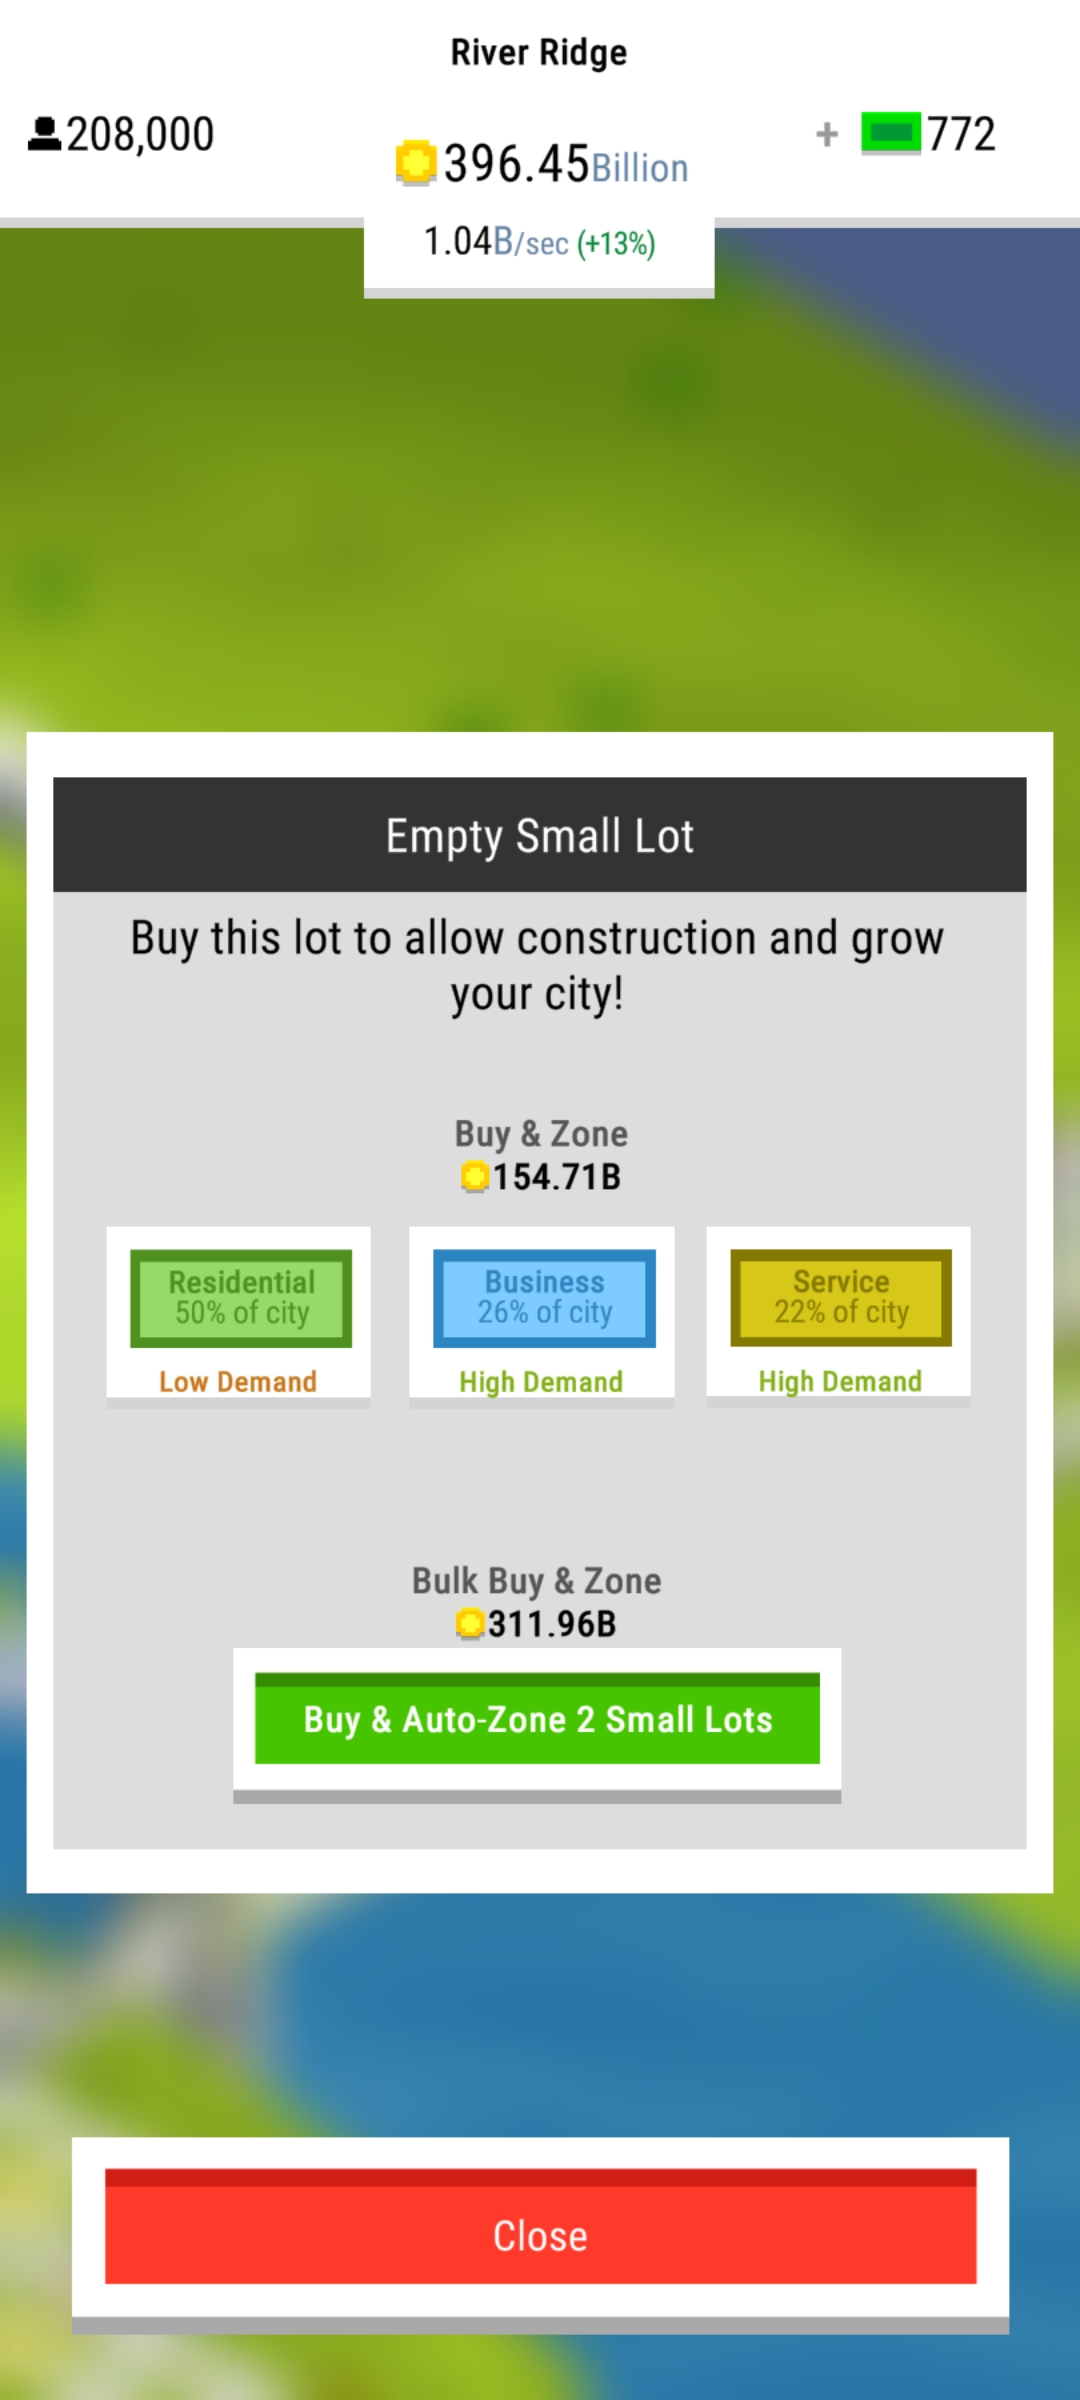 River Ridge
208,000
+ 772
396.45Billion
1.04B/sec (+13%)
Empty Small Lot
Buy this lot to allow construction and grow
your city!
Buy & Zone
154.71B
Residential
50% of city
Low Demand
Business
26% of city
High Demand
Service
22% of city
High Demand
Bulk Buy & Zone
311.96B
Buy & Auto-Zone 2 Small Lots
Close